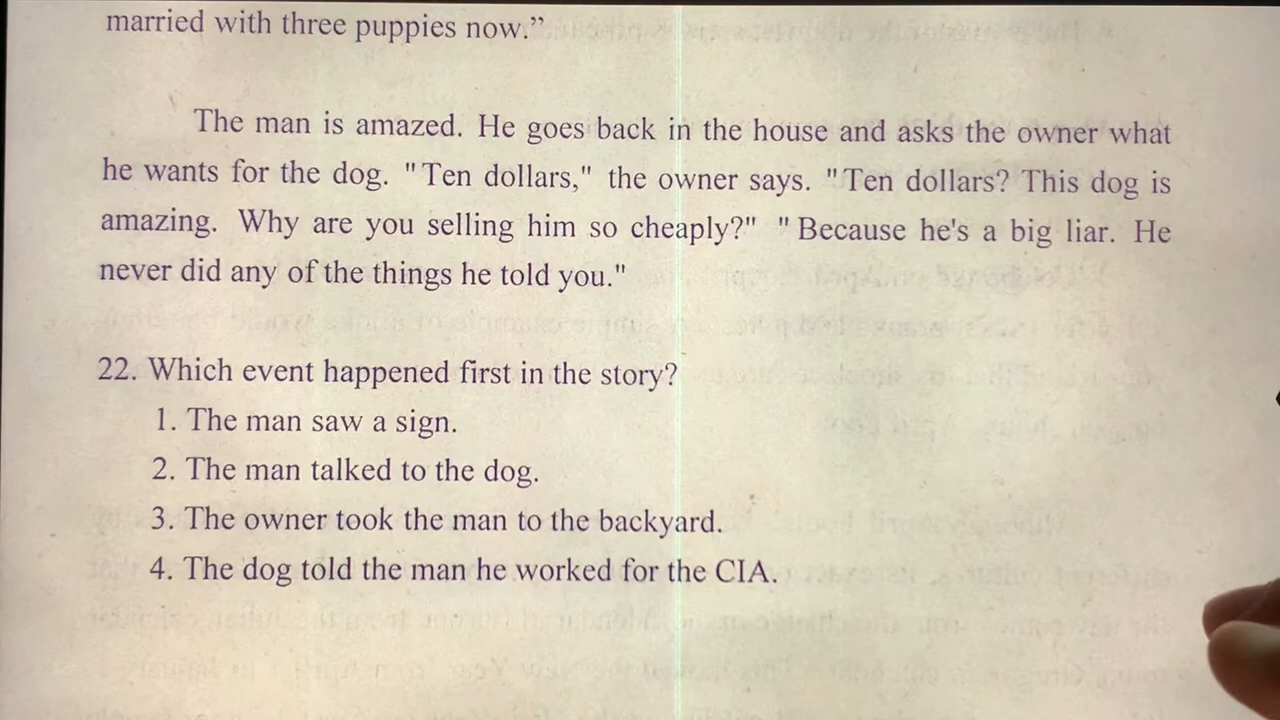 married with three puppies now.”
The man is amazed. He goes back in the house and asks the owner what
he wants for the dog. "Ten dollars," the owner says. "Ten dollars? This dog is
amazing. Why are you selling him so cheaply?" "Because he's a big liar. He
never did any of the things he told you."
22. Which event happened first in the story?
1. The man saw a sign.
2. The man talked to the dog.
3. The owner took the man to the backyard.
4. The dog told the man he worked for the CIA.